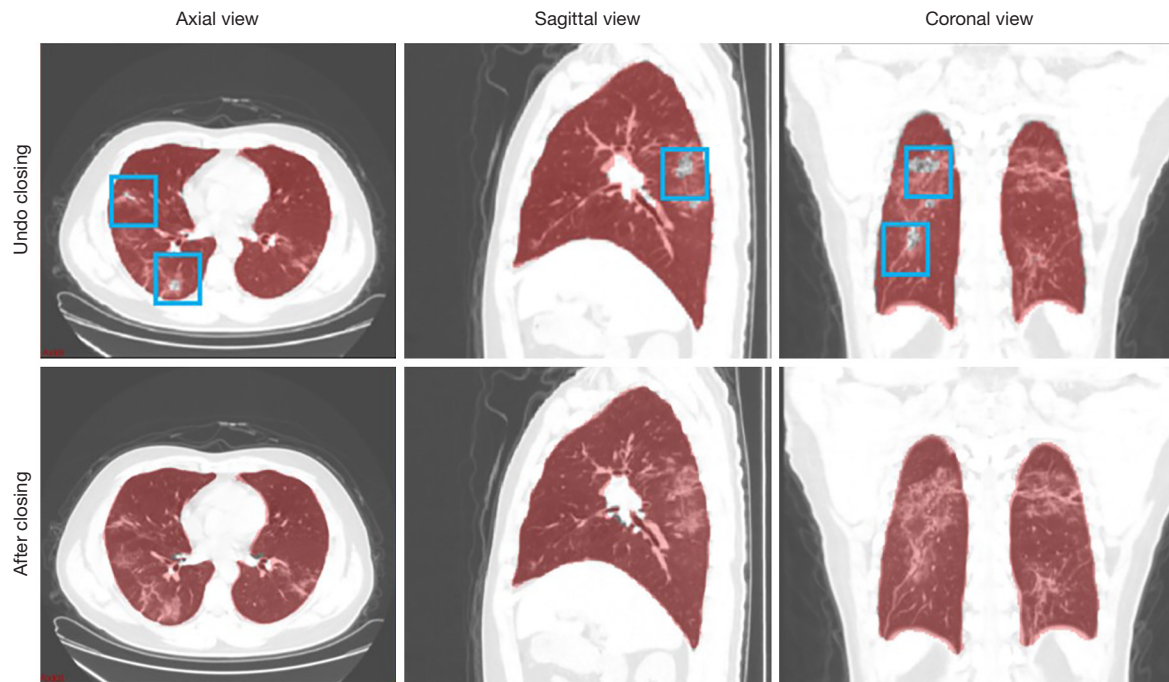 Axial view
Sagittal view
Coronal view
Undo closing
After closing